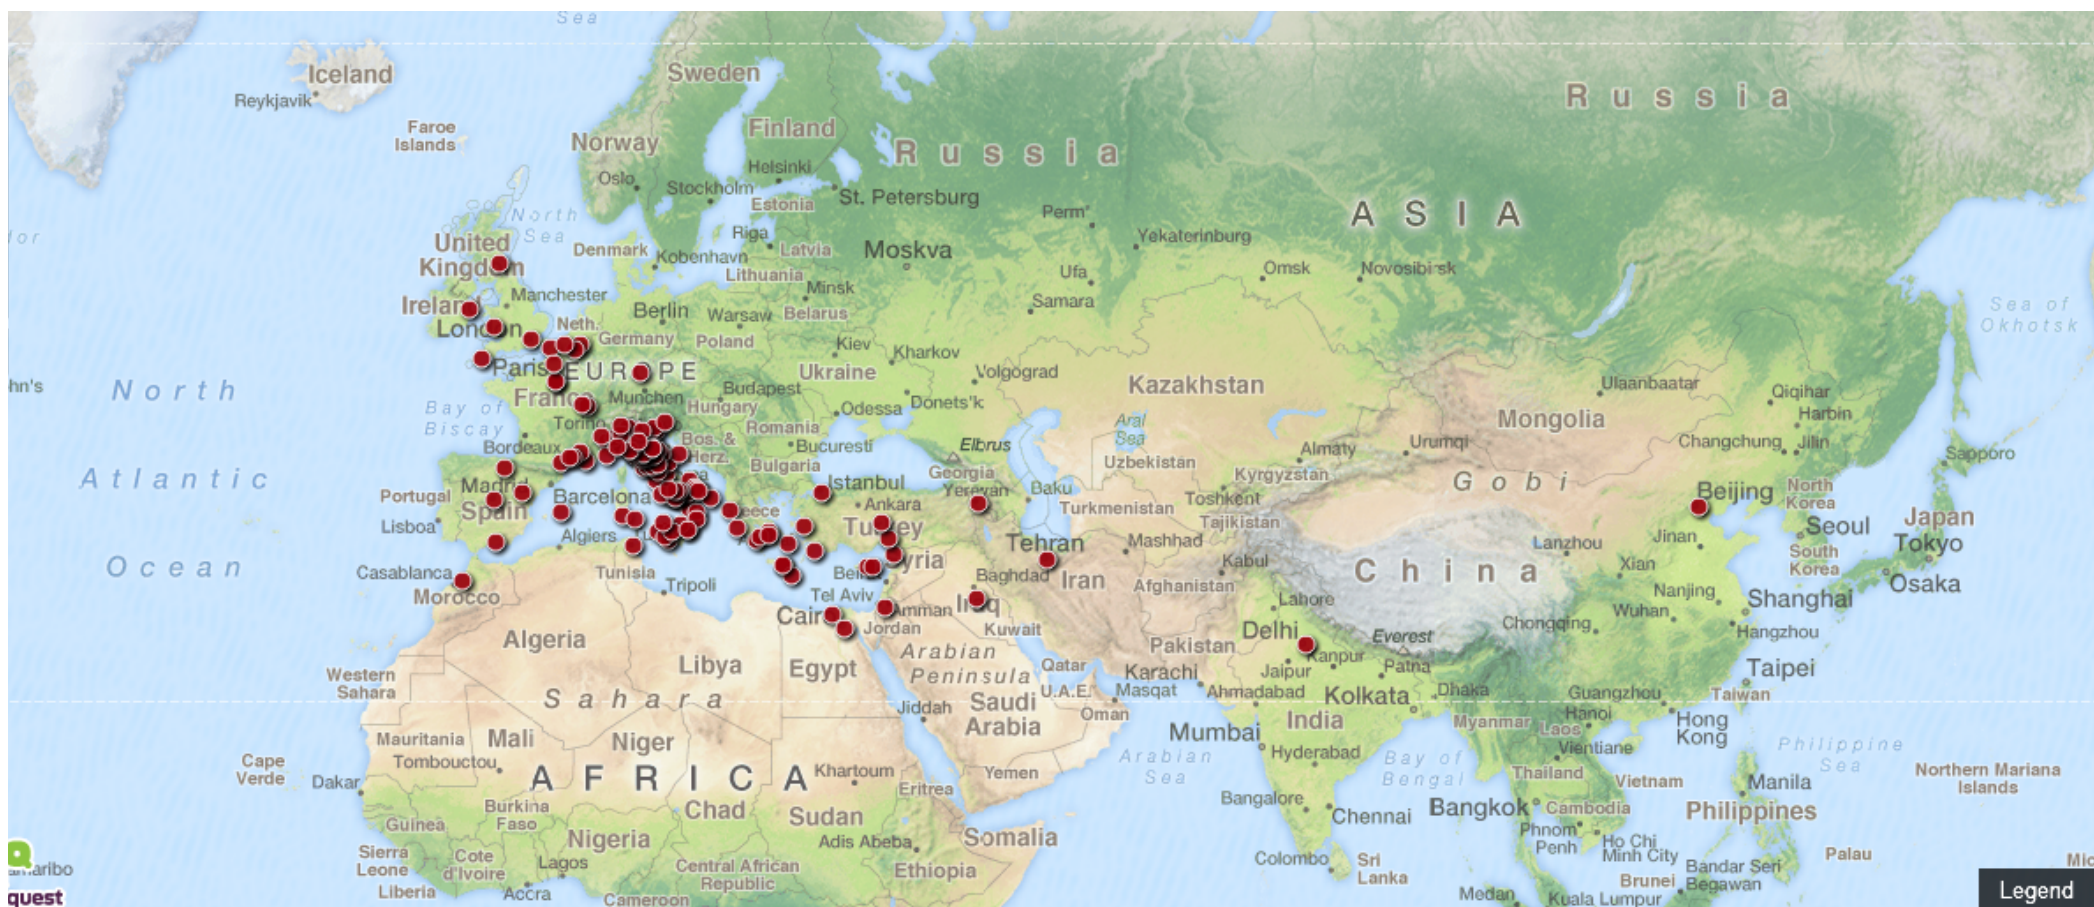 Sea
Iceland
Reykjavik
Faroe
Islands
Sweden
Norway
Finland
Helsinki
Oslo
Stockholm
Estonia
St. Petersburg
Russia
Russia
ASIA
North
Sea
United
Kingdom
Denmark
Kobenhavn
Riga
Latvia
Lithuania
Moskva
Perm'
Yekaterinburg
Ufa
Omsk
Novosibirsk
Samara
Minsk
Belarus
Manchester
Ireland
London
Neth.
Berlin
Warsaw
Germany
Poland
Kiev
Kharkov
Ukraine
Volgograd
Donets'k
Odessa
Paris
EUROPE
Munchen
Budapest
Hungary
Romania
France
Torino
Bordeaux
Bay of
Biscay
Bos. &
Herz.
Bucuresti
Bulgaria
North
Atlantic
Ocean
hn's
dor
Kazakhstan
Aral
Sea
Elbrus
Georgia
Yerevan
Baku
Uzbekistan
Turkmenistan
Almaty
Kyrgyzstan
Toshkent
Tajikistan
Urumqi
Mongolia
Ulaanbaatar
Gobi
Qiqihar
Harbin
Changchung
Jilin
Sea of
Okhotsk
Sapporo
Portugal
Lisboa
Madrid
Spain
Barcelona
Istanbul
Ankara
Turkey
Algiers
Tunisia
Tripoli
Casablanca
Morocco
Syria
Tel Aviv
Amman
Jordan
Cairo
Baghdad
Iraq
Kuwait
Tehran
Iran
Mashhad
Afghanistan
Kabul
Lahore
Delhi
Pakistan
Karachi
Everest
Jaipur
Kanpur
Patna
China
Lanzhou
Xian
Jinan
Beijing
North
Korea
Seoul
South
Korea
Japan
Tokyo
Osaka
Nanjing
Shanghai
Wuhan
Hangzhou
Chongqing
Taipei
Taiwan
Algeria
Libya
Egypt
Western
Sahara
Sahara
Arabian
Peninsula
Qatar
U.A.E.
Masqat
Oman
Saudi
Arabia
Jiddah
Yemen
Ahmadabad
Kolkata
Dhaka
India
Mumbai
Hyderabad
Arabian
Sea
Bay of
Bengal
Bangalore
Chennai
Colombo
Sri
Lanka
Myanmar
Laos
Hanoi
Vientiane
Guangzhou
Hong
Kong
Thailand
Vietnam
Bangkok
Cambodia
Phnom
Penh
Ho Chi
Minh City
Philippine
Sea
Manila
Philippines
Northern Mariana
Islands
Palau
Bandar Seri
Begawan
Brunei
Kuala Lumpur
Medan
Mauritania
Tombouctou
Mali
Niger
AFRICA
Khartoum
Eritrea
Cape
Verde
Dakar
Burkina
Faso
Chad
Sudan
Guinea
Nigeria
Adis Abeba
Somalia
Ethiopia
Sierra
Leone
Cote
d'Ivoire
Lagos
Accra
Liberia
Central African
Republic
Cameroon
amaribo
quest
Mic
Legend